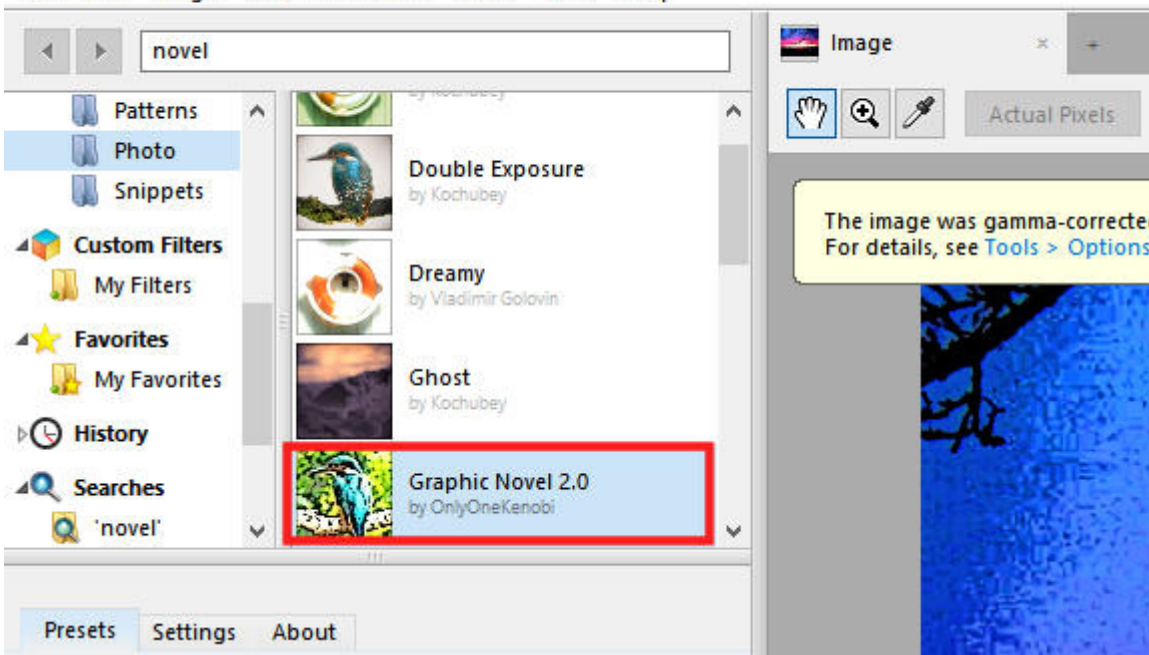 novel
Patterns
Photo
Snippets
Custom Filters
My Filters
Favorites
My Favorites
History
Searches
'novel'
by Kochubey
Double Exposure
by Kochubey
Dreamy
by Vladimir Golovin
Ghost
by Kochubey
Graphic Novel 2.0
by OnlyOneKenobi
Presets Settings About
Image
Actual Pixels
The image was gamma-correcte
For details, see Tools > Options